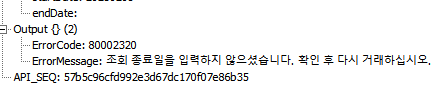 endDate:
Output {} (2)
ErrorCode: 80002320
ErrorMessage: 조회 종료일을 입력하지 않으셨습니다. 확인 후 다시 거래하십시오.
API_SEQ: 57b5c96cfd992e3d67dc170f07e86b35